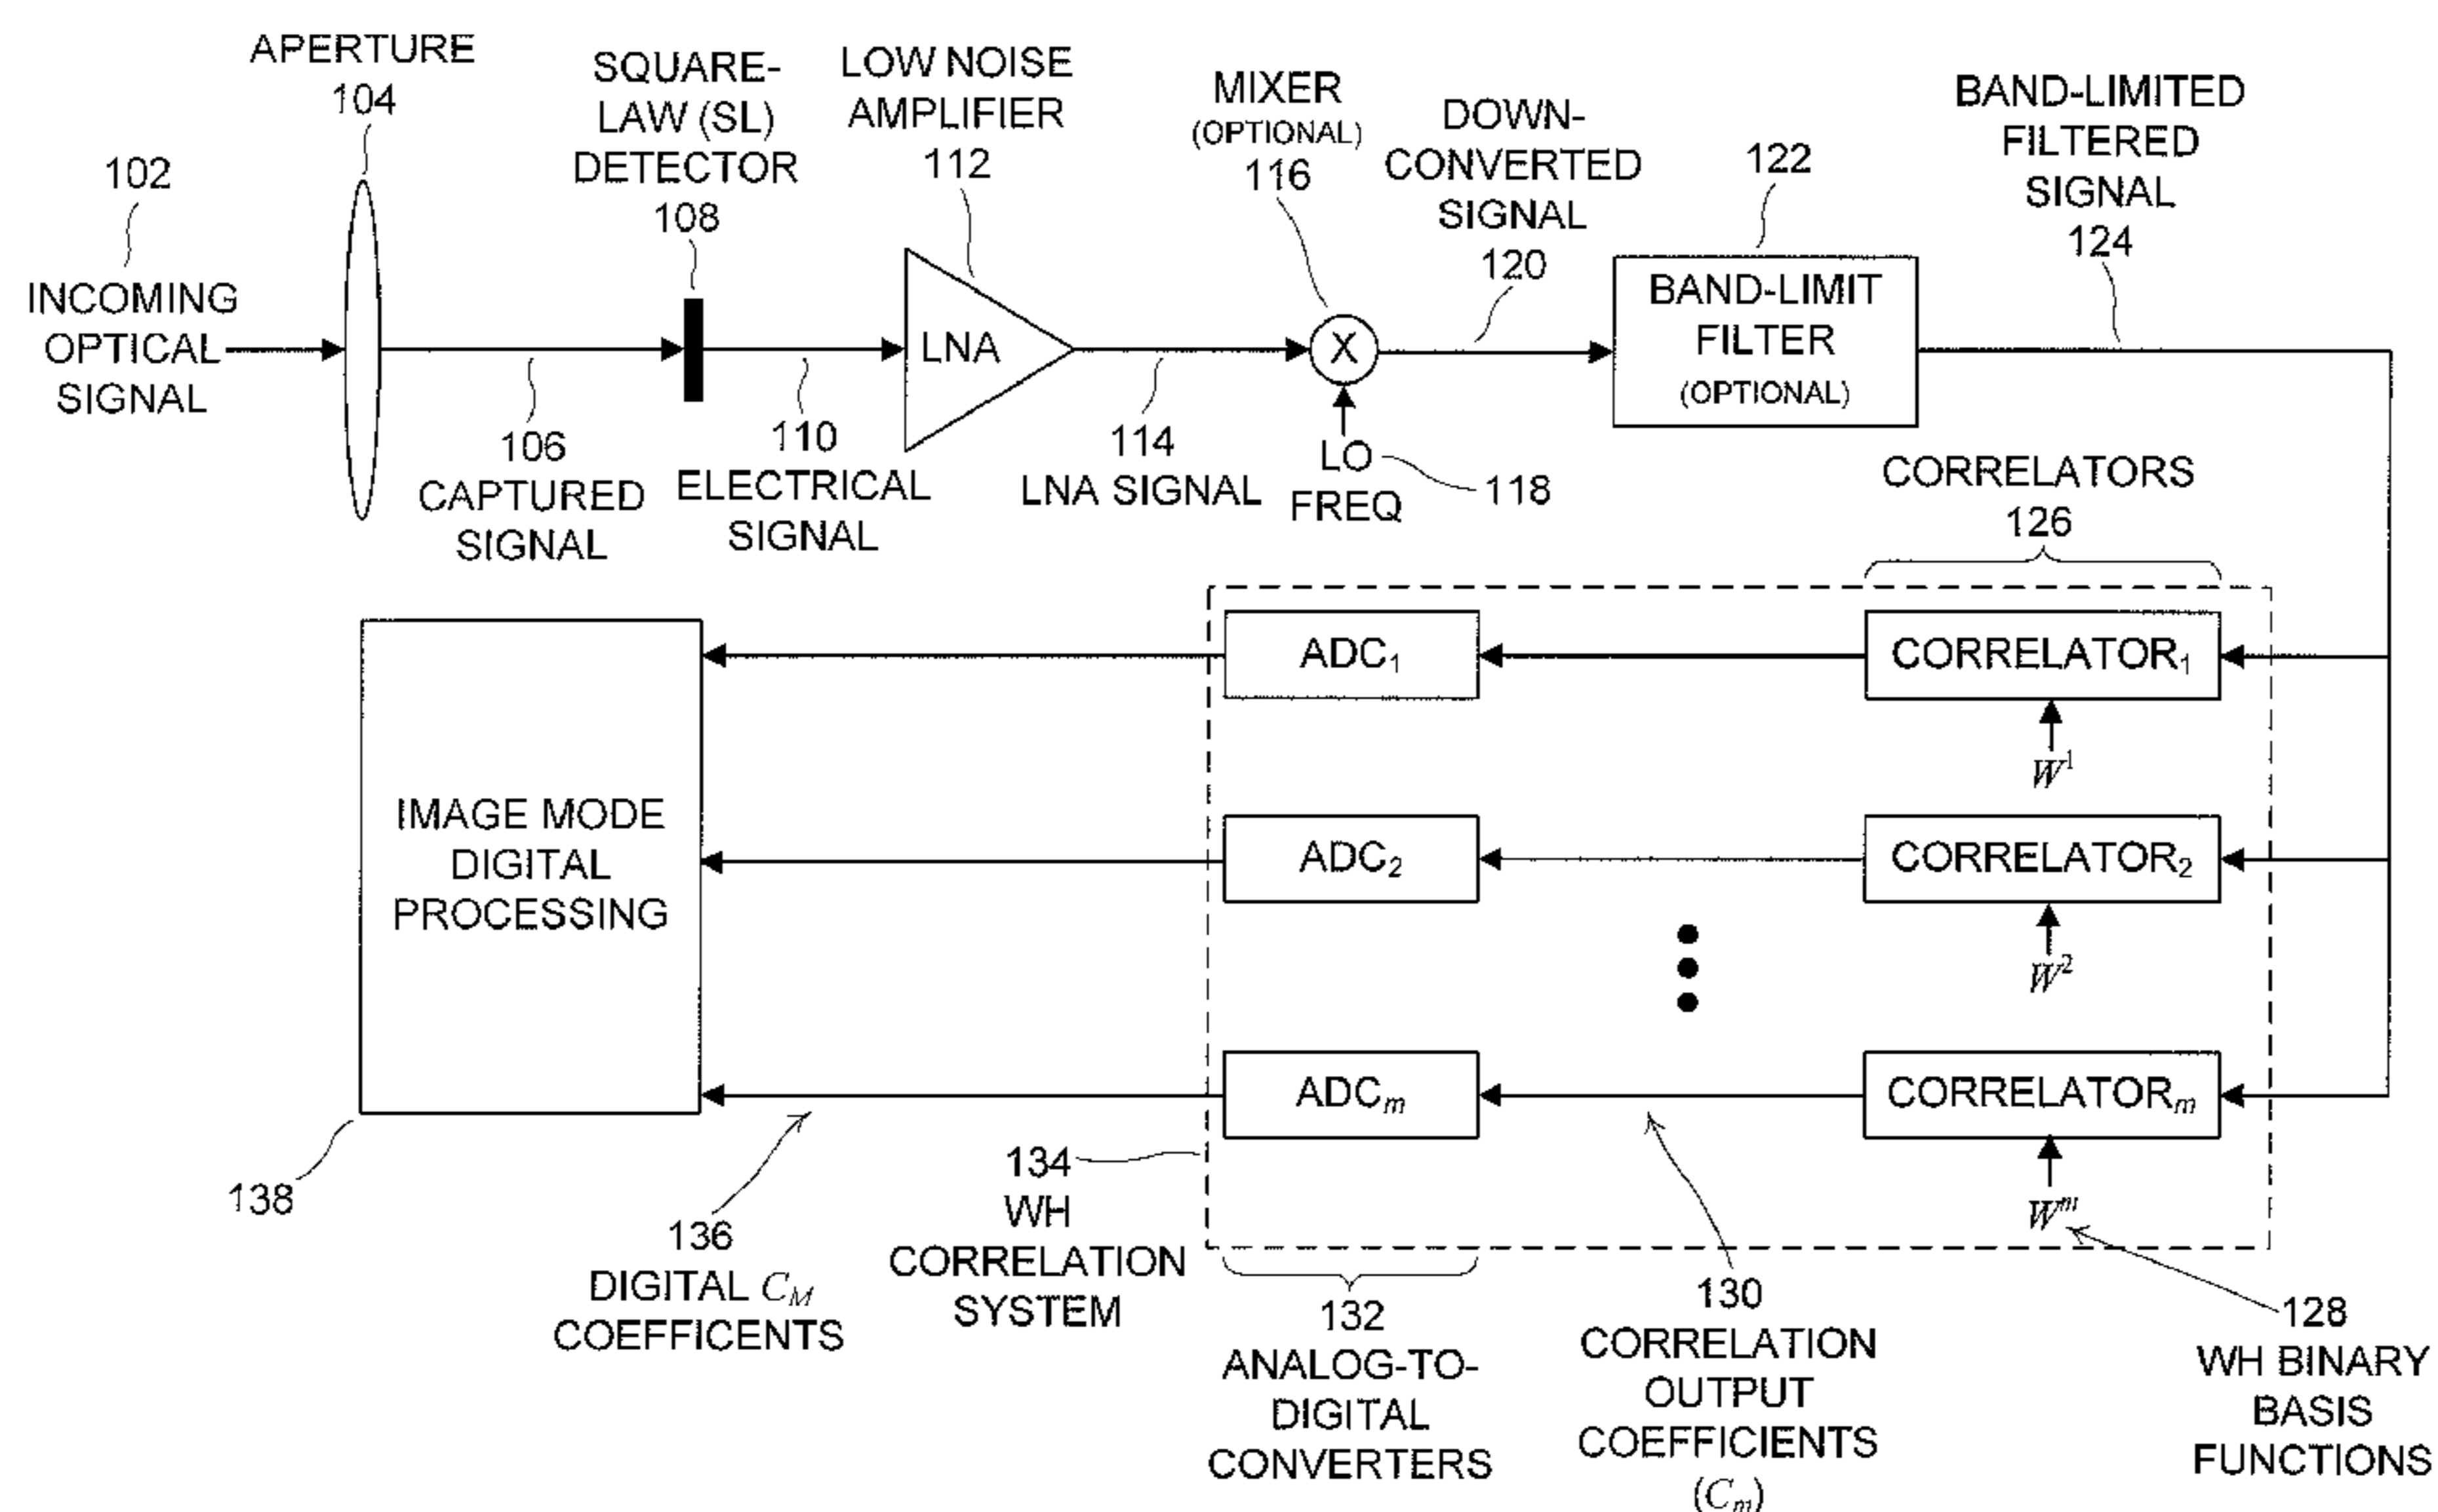 APERTURE
104
SQUARE-
LAW (SL)
DETECTOR
108
LOW NOISE
AMPLIFIER
112
MIXER
(OPTIONAL)
116
DOWN-
CONVERTED
SIGNAL
120
122
BAND-LIMITED
FILTERED
SIGNAL
124
102
INCOMING
OPTICAL
SIGNAL
LNA
X
BAND-LIMIT
FILTER
(OPTIONAL)
106
CAPTURED
SIGNAL
110
ELECTRICAL
SIGNAL
114
LNA SIGNAL
LO
FREQ
118
CORRELATORS
126
ADC1
CORRELATOR1
W1
IMAGE MODE
DIGITAL
PROCESSING
ADC2
CORRELATOR2
W2
ADCm
CORRELATORm
Wm
138
136
DIGITAL CM
COEFFICENTS
134
WH
CORRELATION
SYSTEM
132
ANALOG-TO-
DIGITAL
CONVERTERS
130
CORRELATION
OUTPUT
COEFFICIENTS
(Cm)
128
WH BINARY
BASIS
FUNCTIONS